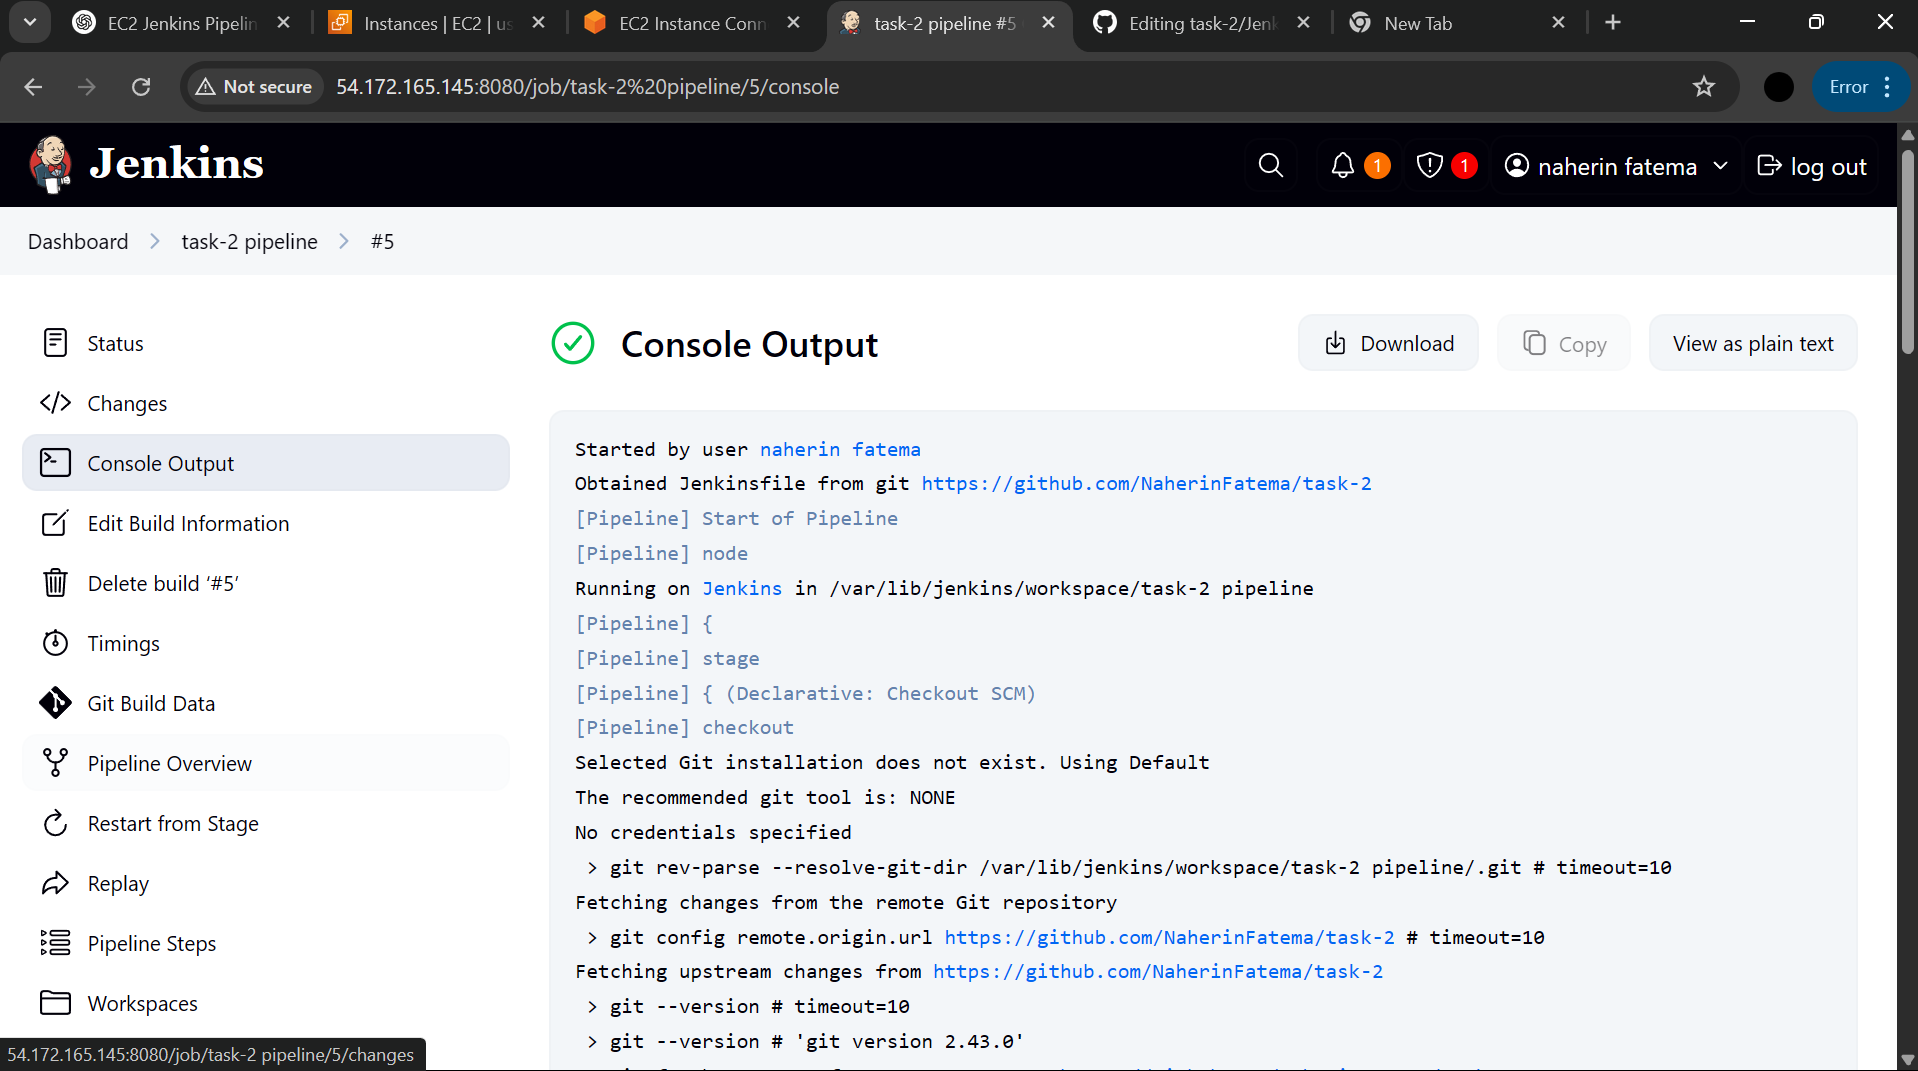 EC2 Jenkins Pipelin
Instances | EC2 | us
EC2 Instance Conn
task-2 pipeline #5
Editing task-2/Jenk
New Tab
Not secure
54.172.165.145:8080/job/task-2%20pipeline/5/console
Error
Jenkins
1
1
naherin fatema
log out
Dashboard
task-2 pipeline
#5
Status
Changes
Console Output
Edit Build Information
Delete build ‘#5’
Timings
Git Build Data
Pipeline Overview
Restart from Stage
Replay
Pipeline Steps
Workspaces
54.172.165.145:8080/job/task-2 pipeline/5/changes
Console Output
Download
Copy
View as plain text
Started by user naherin fatema
Obtained Jenkinsfile from git https://github.com/NaherinFatema/task-2
[Pipeline] Start of Pipeline
[Pipeline] node
Running on Jenkins in /var/lib/jenkins/workspace/task-2 pipeline
[Pipeline] {
[Pipeline] stage
[Pipeline] { (Declarative: Checkout SCM)
[Pipeline] checkout
Selected Git installation does not exist. Using Default
The recommended git tool is: NONE
No credentials specified
> git rev-parse --resolve-git-dir /var/lib/jenkins/workspace/task-2 pipeline/.git # timeout=10
Fetching changes from the remote Git repository
> git config remote.origin.url https://github.com/NaherinFatema/task-2 # timeout=10
Fetching upstream changes from https://github.com/NaherinFatema/task-2
> git --version # timeout=10
> git --version # 'git version 2.43.0'